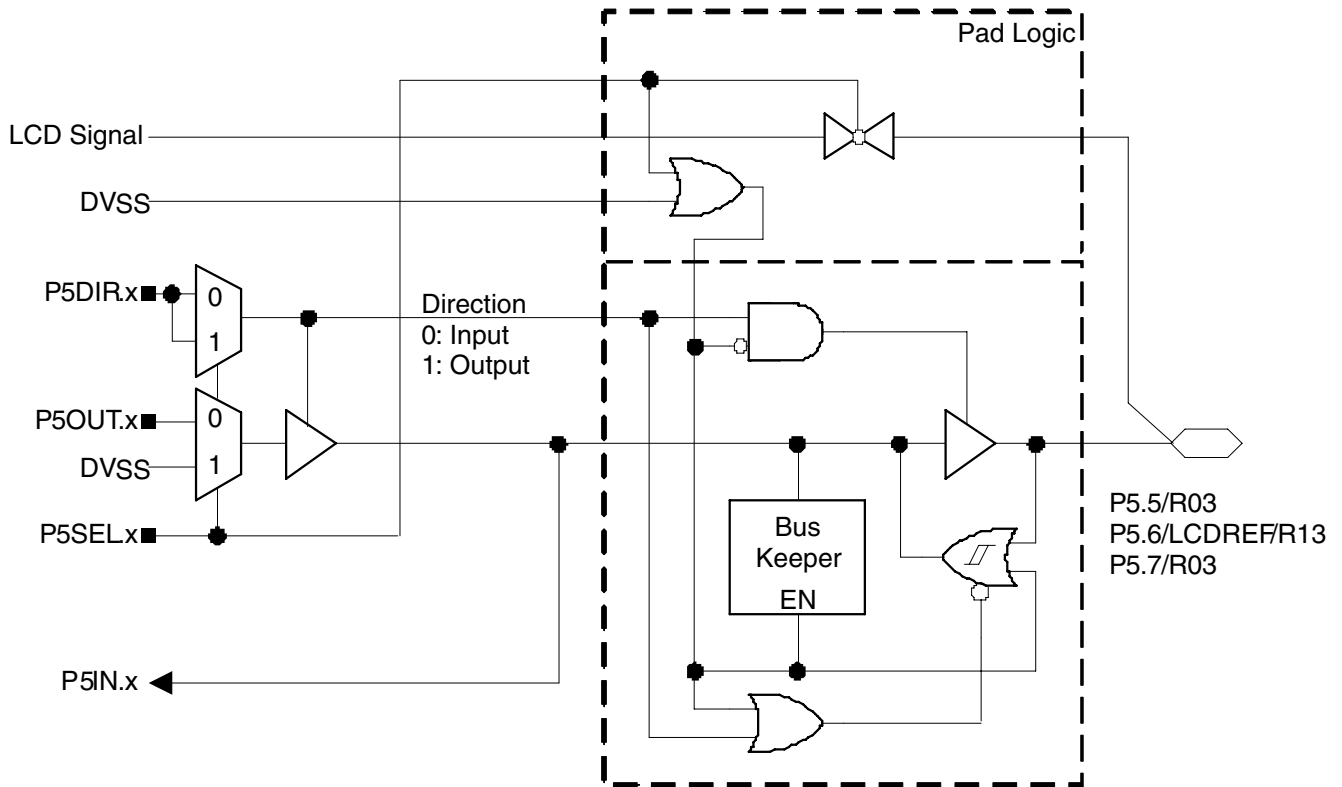 Pad Logic
LCD Signal
DVSS
P5DIR.x
0
1
Direction
0: Input
1: Output
P5OUT.x
0
DVSS
1
P5SEL.x
Bus
Keeper
EN
P5.5/R03
P5.6/LCDREF/R13
P5.7/R03
P5IN.x